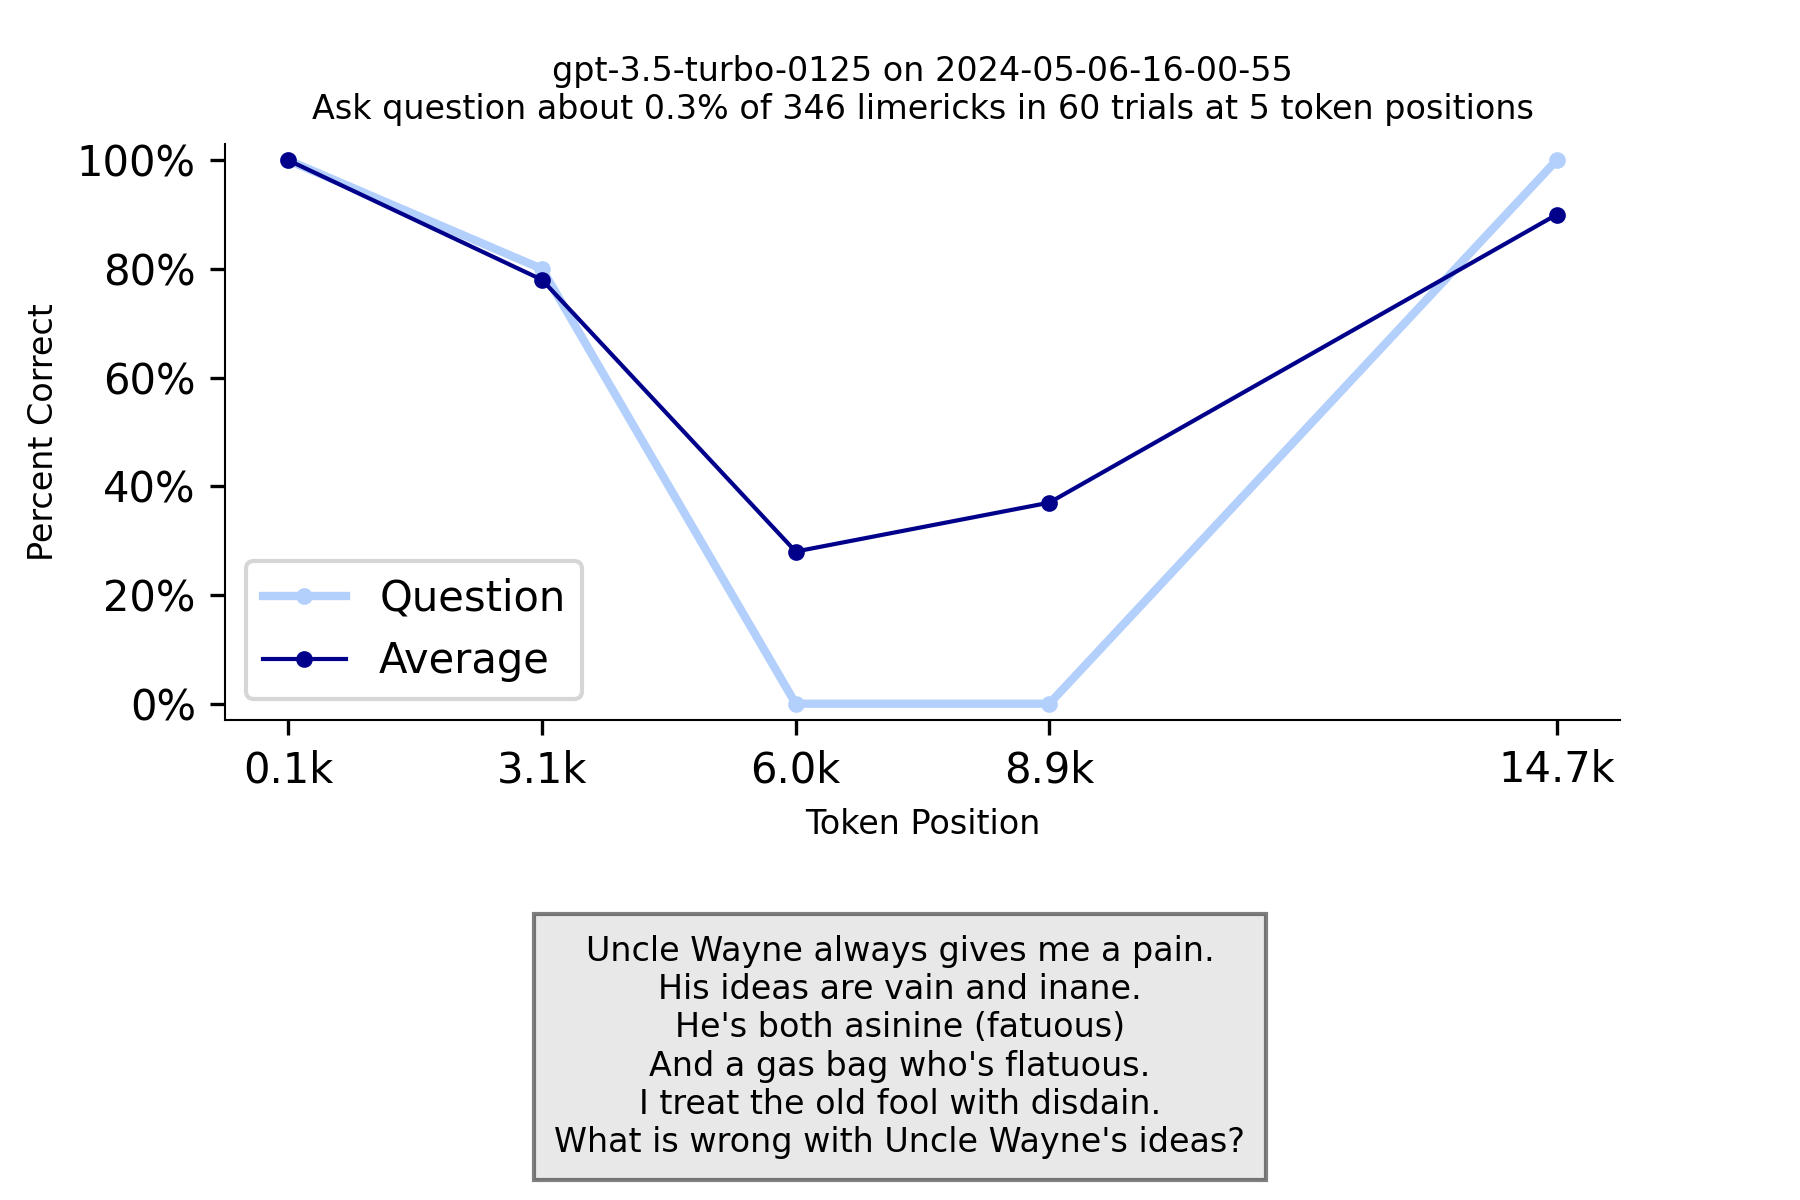 gpt-3.5-turbo-0125 on 2024-05-06-16-00-55
Ask question about 0.3% of 346 limericks in 60 trials at 5 token positions
100%
80%
60%
40%
20%
0%
Percent Correct
Question
Average
0.1k 3.1k 6.0k 8.9k 14.7k
Token Position
Uncle Wayne always gives me a pain.
His ideas are vain and inane.
He's both asinine (fatuous)
And a gas bag who's flatuous.
I treat the old fool with disdain.
What is wrong with Uncle Wayne's ideas?